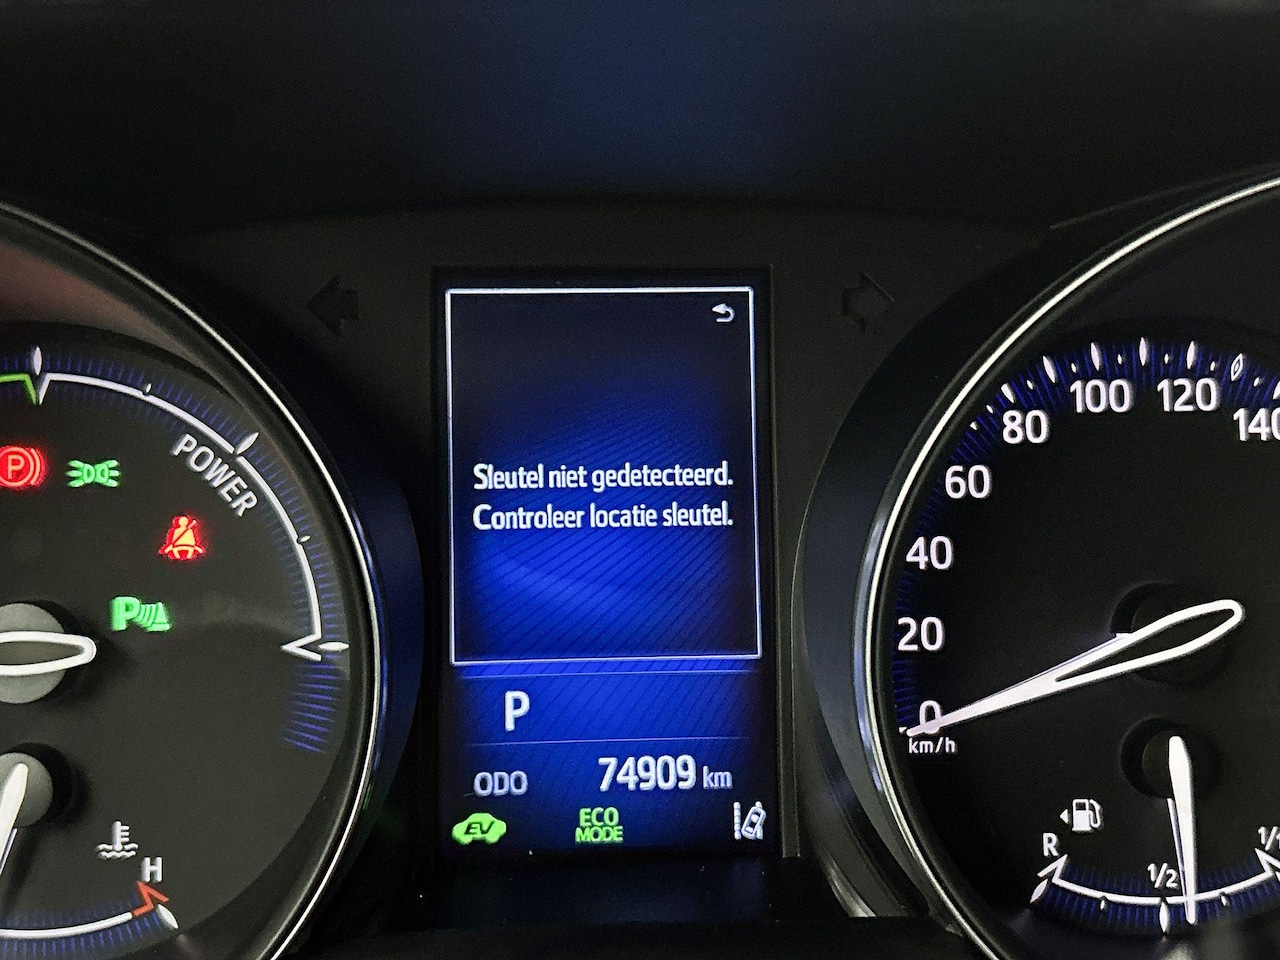 POWER
P
P
H
Sleutel niet gedetecteerd.
Controleer locatie sleutel.
P
ODO 74909 km
EV ECO
MODE
0
20
40
60
80
100
120
140
km/h
R
1/2